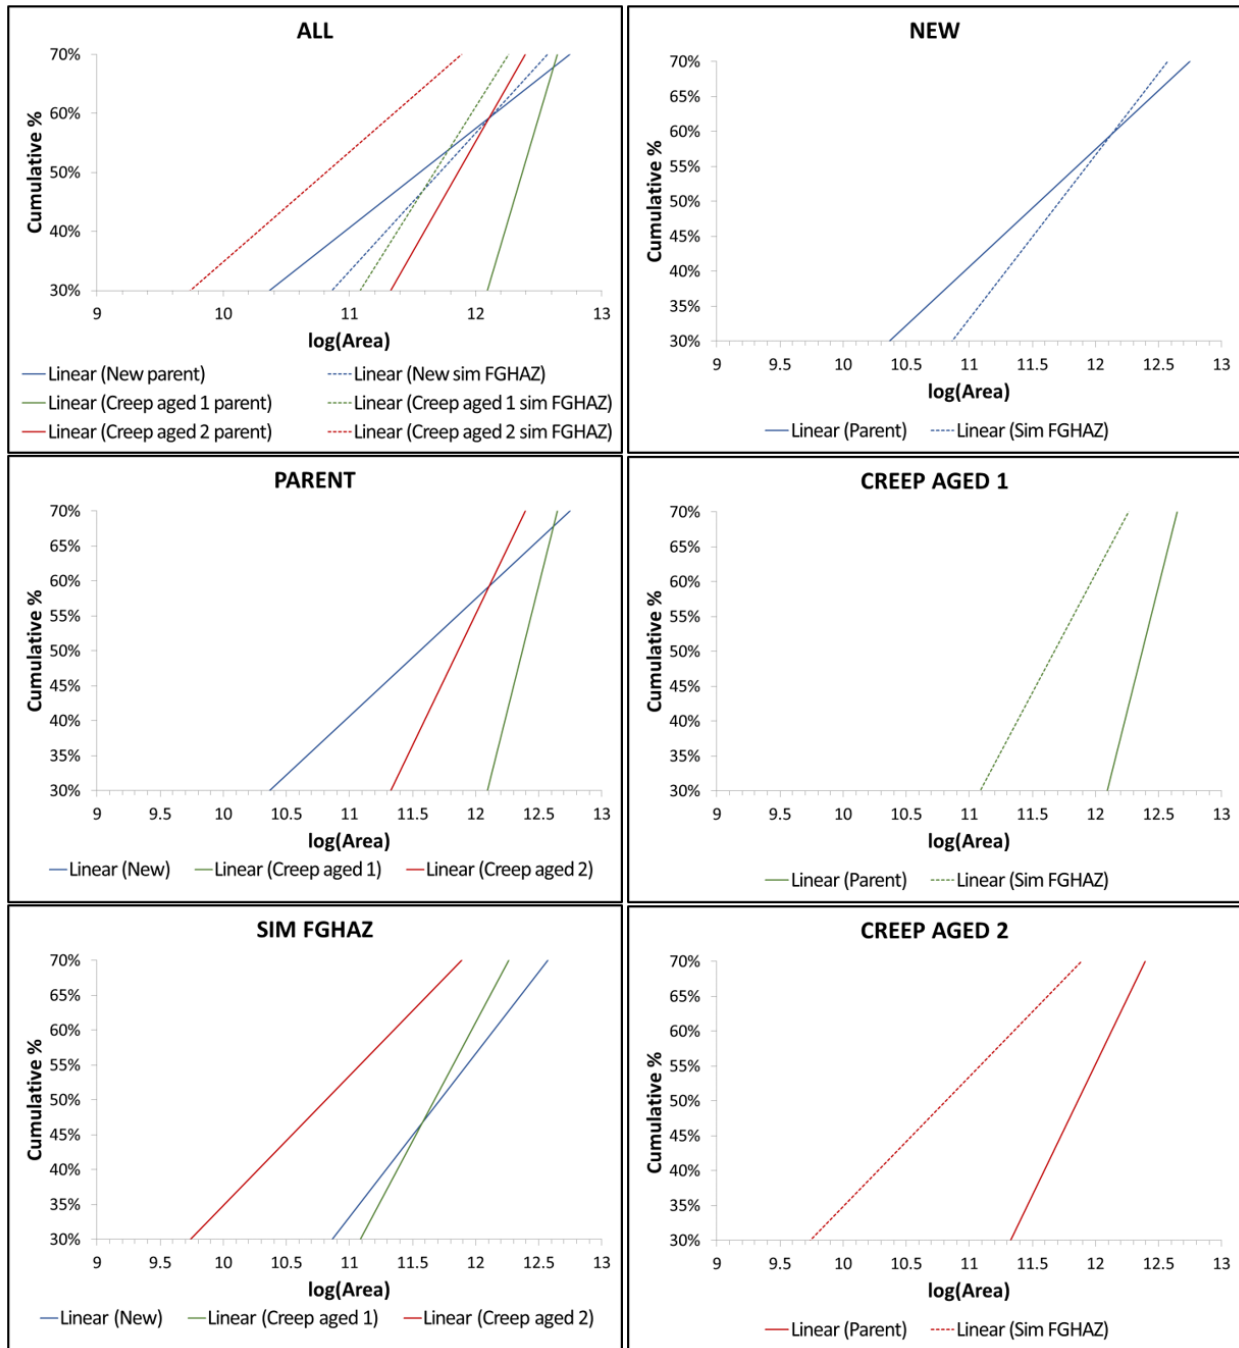 ALL
Cumulative %
70%
60%
50%
40%
30%
9 10 11 12 13
log(Area)
Linear (New parent) Linear (New sim FGHAZ)
Linear (Creep aged 1 parent) Linear (Creep aged 1 sim FGHAZ)
Linear (Creep aged 2 parent) Linear (Creep aged 2 sim FGHAZ)
NEW
Cumulative %
70%
65%
60%
55%
50%
45%
40%
35%
30%
9 9.5 10 10.5 11 11.5 12 12.5 13
log(Area)
Linear (Parent) Linear (Sim FGHAZ)
PARENT
Cumulative %
70%
65%
60%
55%
50%
45%
40%
35%
30%
9 9.5 10 10.5 11 11.5 12 12.5 13
log(Area)
Linear (New) Linear (Creep aged 1) Linear (Creep aged 2)
CREEP AGED 1
Cumulative %
70%
65%
60%
55%
50%
45%
40%
35%
30%
9 9.5 10 10.5 11 11.5 12 12.5 13
log(Area)
Linear (Parent) Linear (Sim FGHAZ)
SIM FGHAZ
Cumulative %
70%
65%
60%
55%
50%
45%
40%
35%
30%
9 9.5 10 10.5 11 11.5 12 12.5 13
log(Area)
Linear (New) Linear (Creep aged 1) Linear (Creep aged 2)
CREEP AGED 2
Cumulative %
70%
65%
60%
55%
50%
45%
40%
35%
30%
9 9.5 10 10.5 11 11.5 12 12.5 13
log(Area)
Linear (Parent) Linear (Sim FGHAZ)